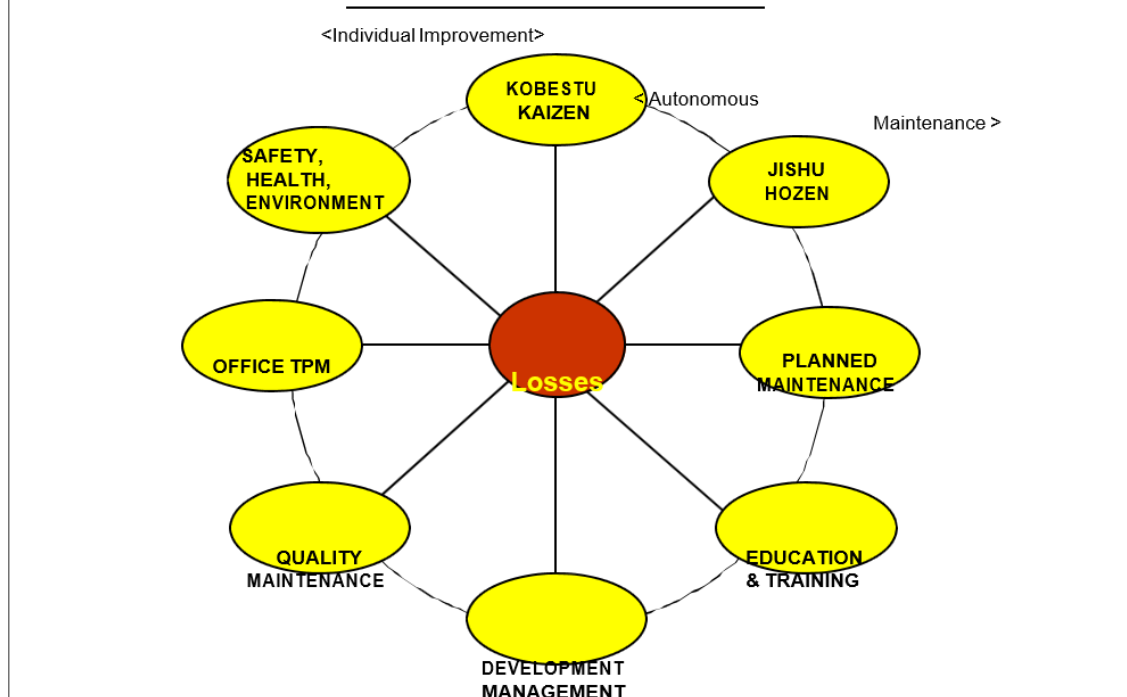 <Individual Improvement>
KOBESTU
KAIZEN
< Autonomous
Maintenance >
SAFETY,
HEALTH,
ENVIRONMENT
JISHU
HOZEN
OFFICE TPM
Losses
PLANNED
MAINTENANCE
QUALITY
MAINTENANCE
EDUCATION
& TRAINING
DEVELOPMENT
MANAGEMENT